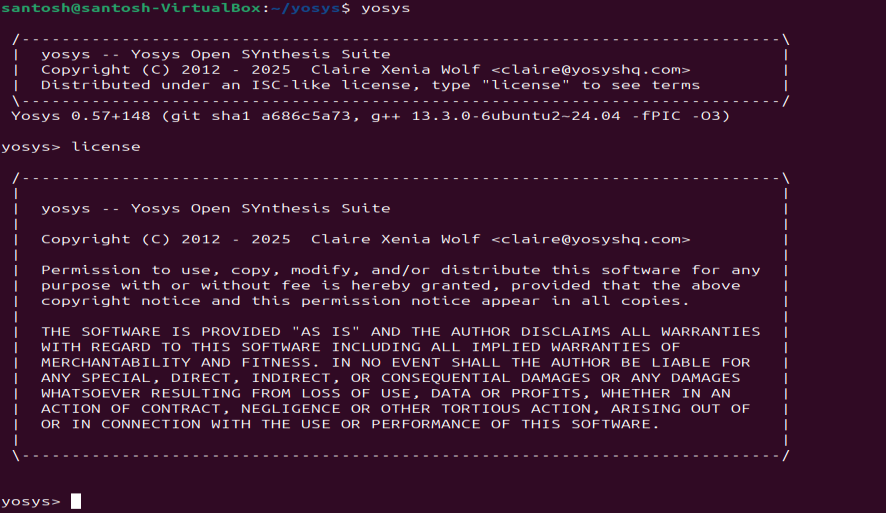 santosh@santosh-VirtualBox:~/yosys$ yosys
/----------------------------------------------------------------------------\
|  yosys -- Yosys Open SYnthesis Suite                                       |
|  Copyright (C) 2012 - 2025  Claire Xenia Wolf <claire@yosyshq.com>         |
|  Distributed under an ISC-like license, type "license" to see terms        |
\----------------------------------------------------------------------------/
Yosys 0.57+148 (git sha1 a686c5a73, g++ 13.3.0-6ubuntu2~24.04 -fPIC -O3)
yosys> license
/----------------------------------------------------------------------------\
|                                                                            |
|  yosys -- Yosys Open SYnthesis Suite                                       |
|                                                                            |
|  Copyright (C) 2012 - 2025  Claire Xenia Wolf <claire@yosyshq.com>         |
|                                                                            |
|  Permission to use, copy, modify, and/or distribute this software for any  |
|  purpose with or without fee is hereby granted, provided that the above    |
|  copyright notice and this permission notice appear in all copies.         |
|                                                                            |
|  THE SOFTWARE IS PROVIDED "AS IS" AND THE AUTHOR DISCLAIMS ALL WARRANTIES  |
|  WITH REGARD TO THIS SOFTWARE INCLUDING ALL IMPLIED WARRANTIES OF          |
|  MERCHANTABILITY AND FITNESS. IN NO EVENT SHALL THE AUTHOR BE LIABLE FOR   |
|  ANY SPECIAL, DIRECT, INDIRECT, OR CONSEQUENTIAL DAMAGES OR ANY DAMAGES    |
|  WHATSOEVER RESULTING FROM LOSS OF USE, DATA OR PROFITS, WHETHER IN AN     |
|  ACTION OF CONTRACT, NEGLIGENCE OR OTHER TORTIOUS ACTION, ARISING OUT OF   |
|  OR IN CONNECTION WITH THE USE OR PERFORMANCE OF THIS SOFTWARE.            |
|                                                                            |
\----------------------------------------------------------------------------/
yosys>